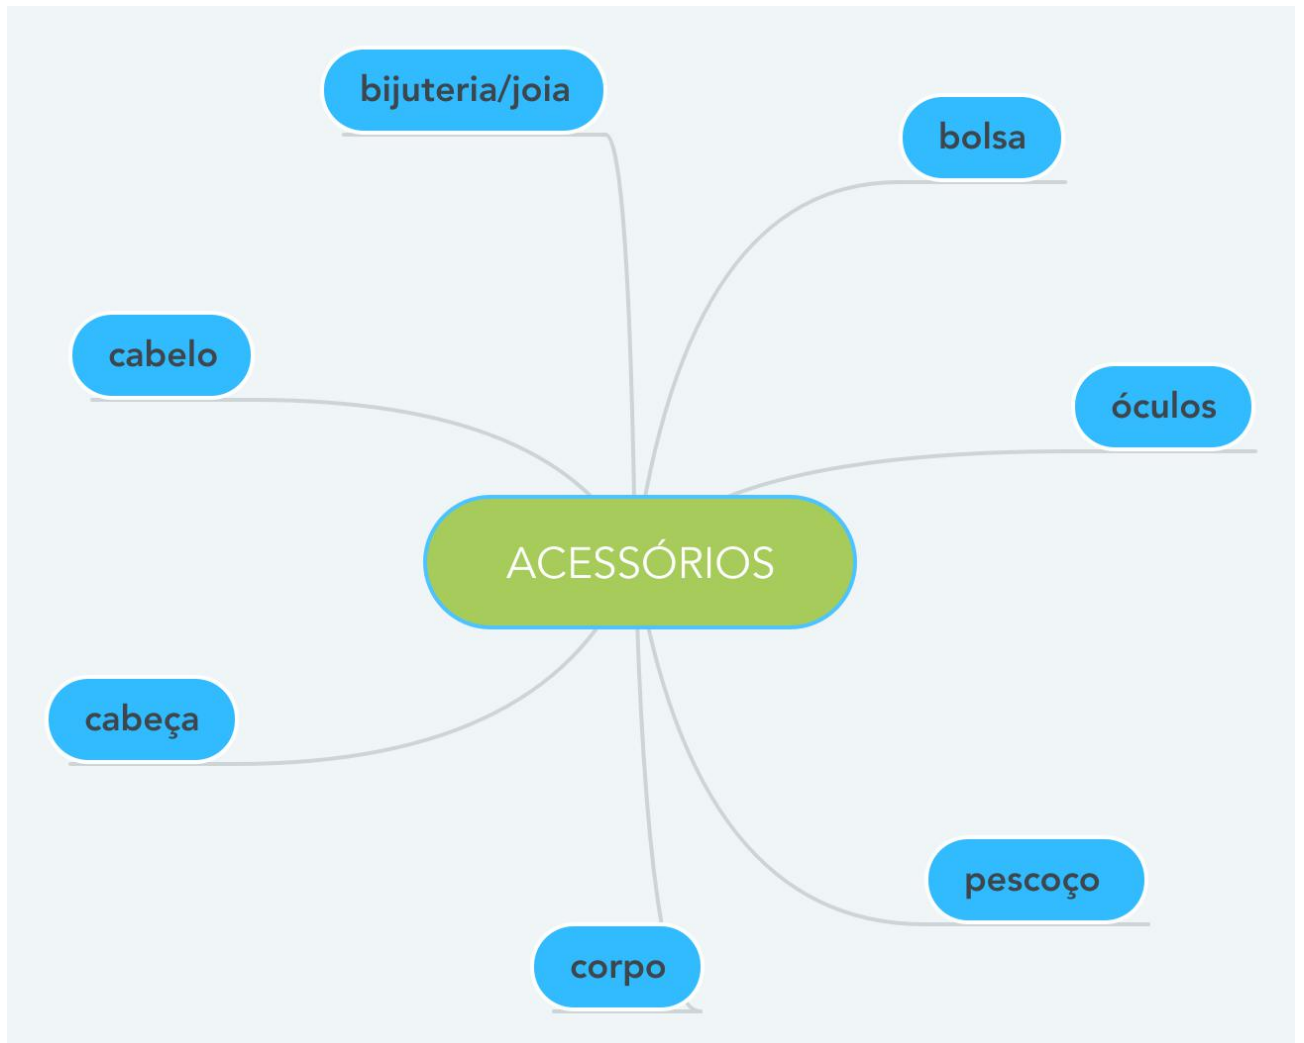 bijuteria/joia
bolsa
cabelo
óculos
ACESSÓRIOS
cabeça
pescoço
corpo